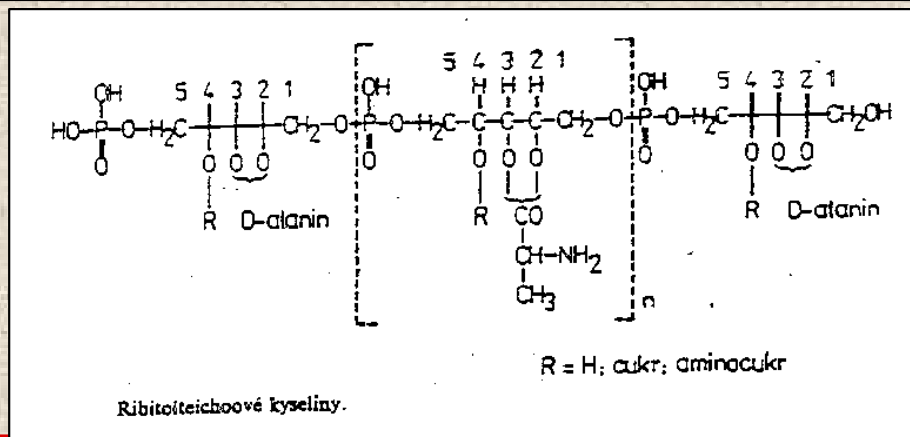 5 4 3 2 1 OH 5 4 3 2 1
OH 5 4 3 2 1 OH H H H
HO-P-O-H₂C CH₂-O-P-O-H₂C-C-C-C-CH₂-O-P-O-H₂C CH₂OH
O O O O O O O O O O O O
R D-alanin R CO R D-alanin
CH-NH₂
CH₃ n
R = H; cukr; aminocukr
Ribitolteichoové kyseliny.